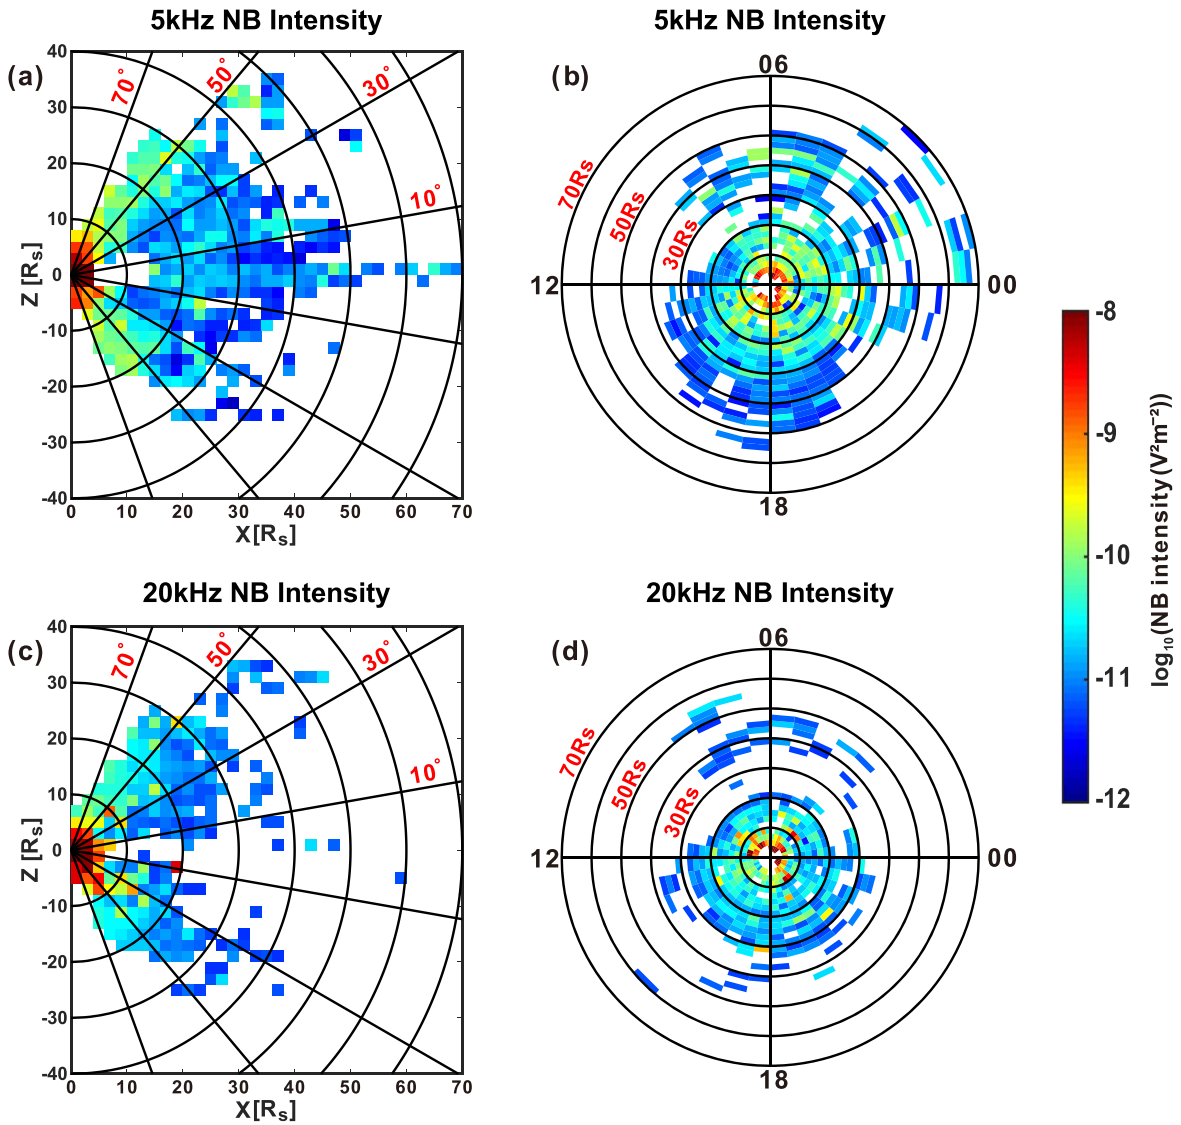 5kHz NB Intensity
5kHz NB Intensity
(a)
(b)
40
30
20
10
0
-10
-20
-30
-40
Z [Rs]
0 10 20 30 40 50 60 70
X[Rs]
70°
50°
30°
10°
06
12
00
18
70Rs
50Rs
30Rs
20kHz NB Intensity
20kHz NB Intensity
(c)
(d)
40
30
20
10
0
-10
-20
-30
-40
Z [Rs]
0 10 20 30 40 50 60 70
X[Rs]
70°
50°
30°
10°
06
12
00
18
70Rs
50Rs
30Rs
-8
-9
-10
-11
-12
log₁₀(NB intensity(V²m⁻²))